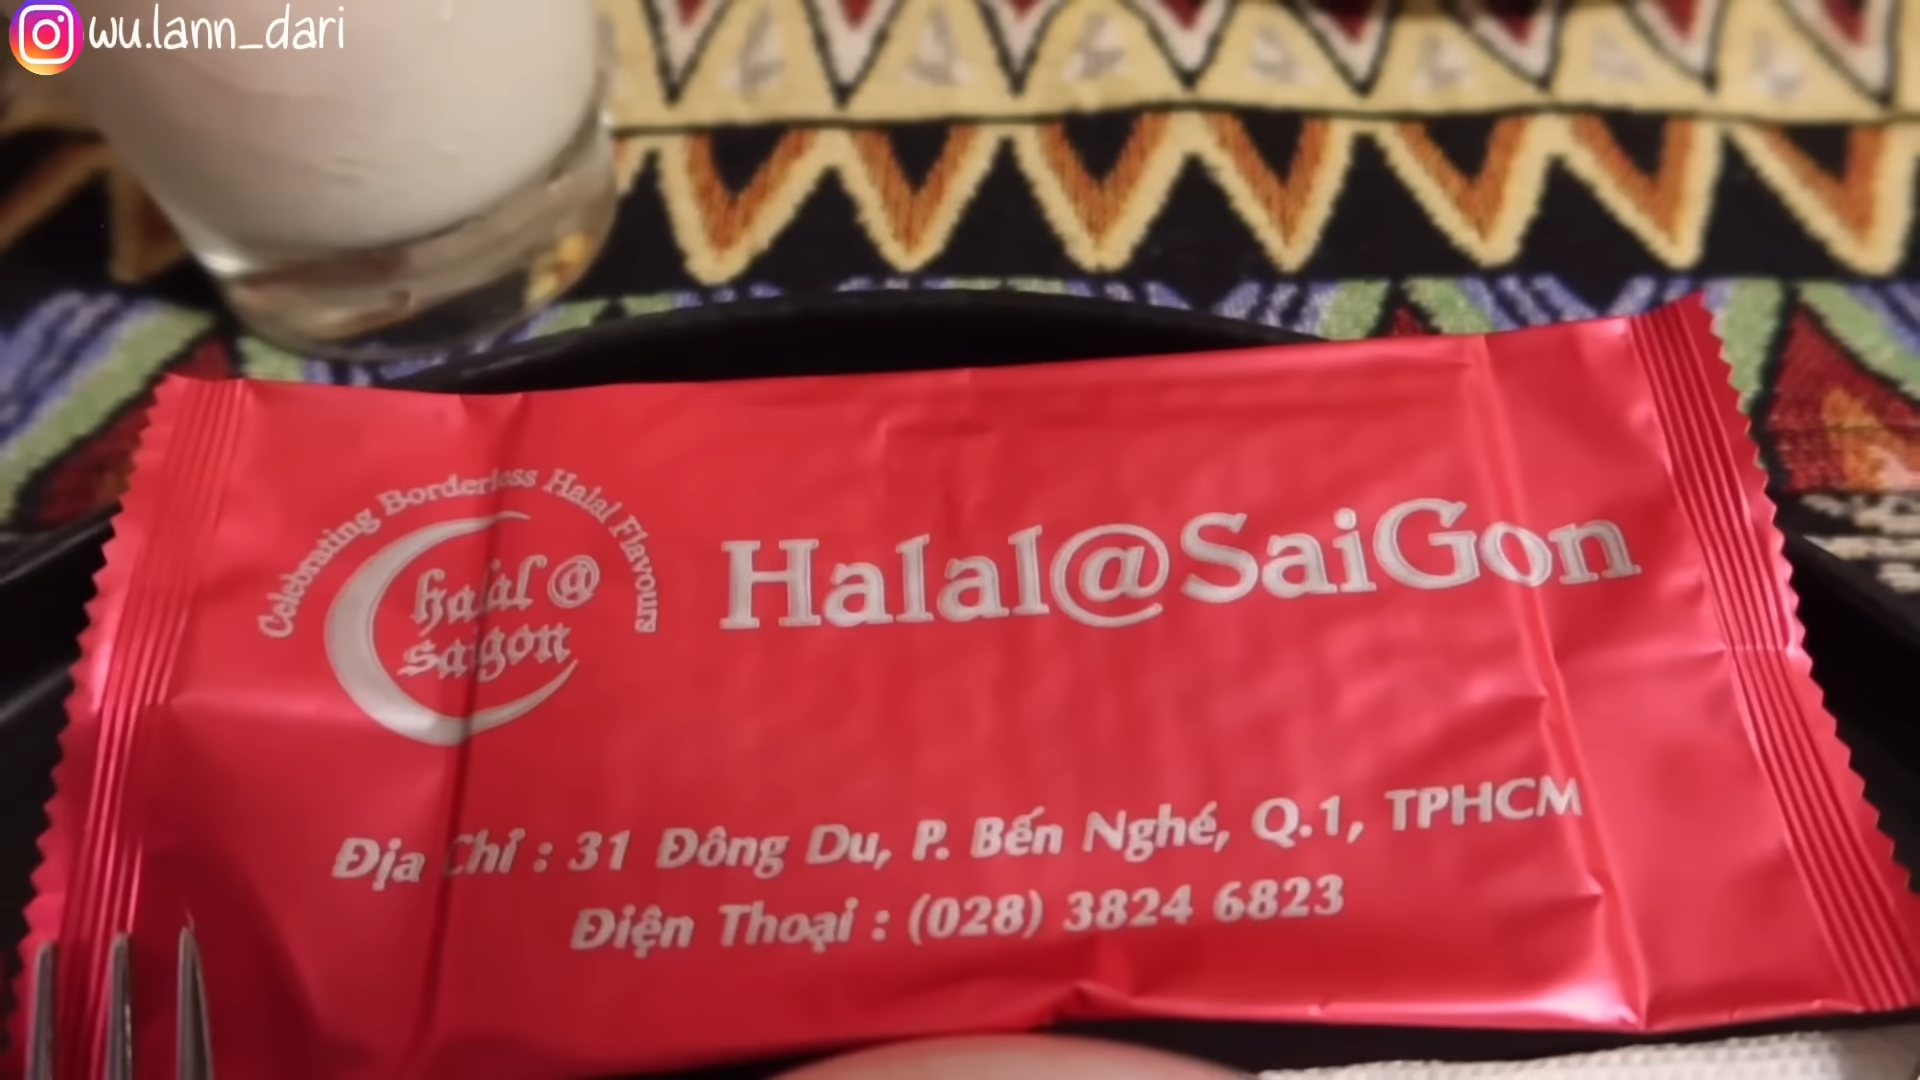 wu.lann_dari
Celebrating Borderless Halal Flavours
halal @
saigon
Halal@SaiGon
Địa Chỉ : 31 Đông Du, P. Bến Nghé, Q.1, TPHCM
Điện Thoại : (028) 3824 6823